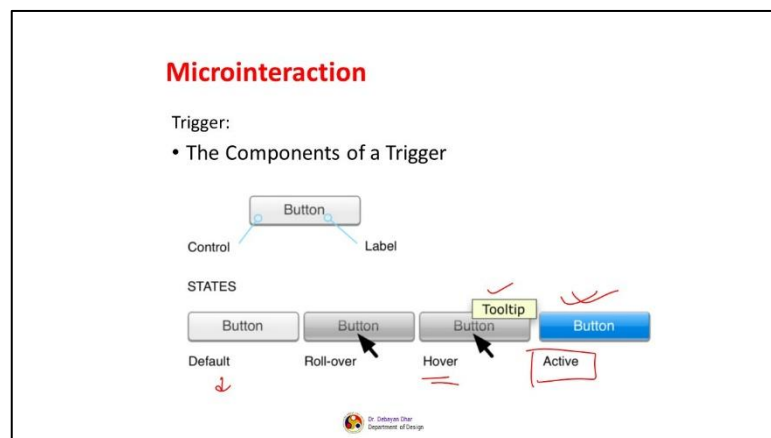 Microinteraction
Trigger:
• The Components of a Trigger
Button
Control Label
STATES
Tooltip
Button Button Button Button
Default Roll-over Hover Active
Dr. Debayan Dhar
Department of Design